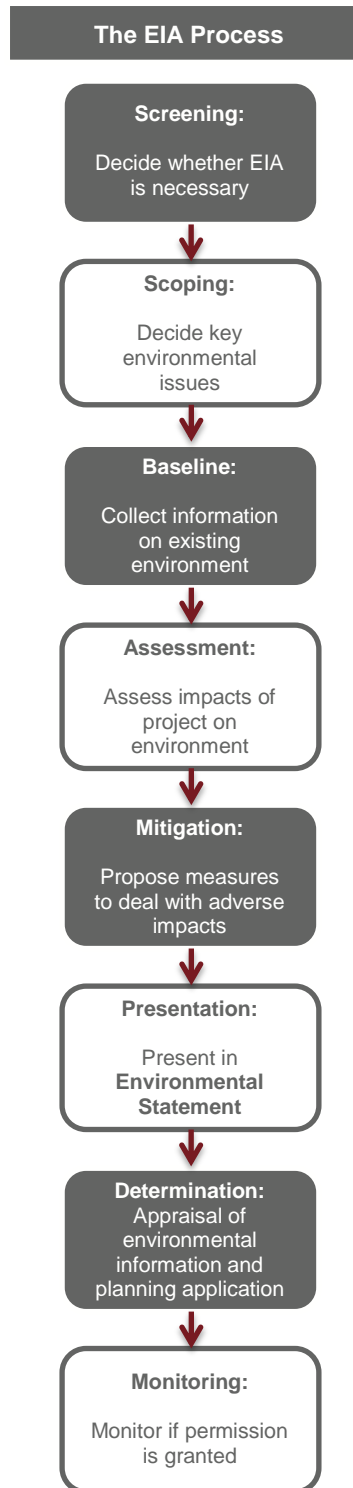 The EIA Process
Screening:
Decide whether EIA
is necessary
Scoping:
Decide key
environmental
issues
Baseline:
Collect information
on existing
environment
Assessment:
Assess impacts of
project on
environment
Mitigation:
Propose measures
to deal with adverse
impacts
Presentation:
Present in
Environmental
Statement
Determination:
Appraisal of
environmental
information and
planning application
Monitoring:
Monitor if permission
is granted